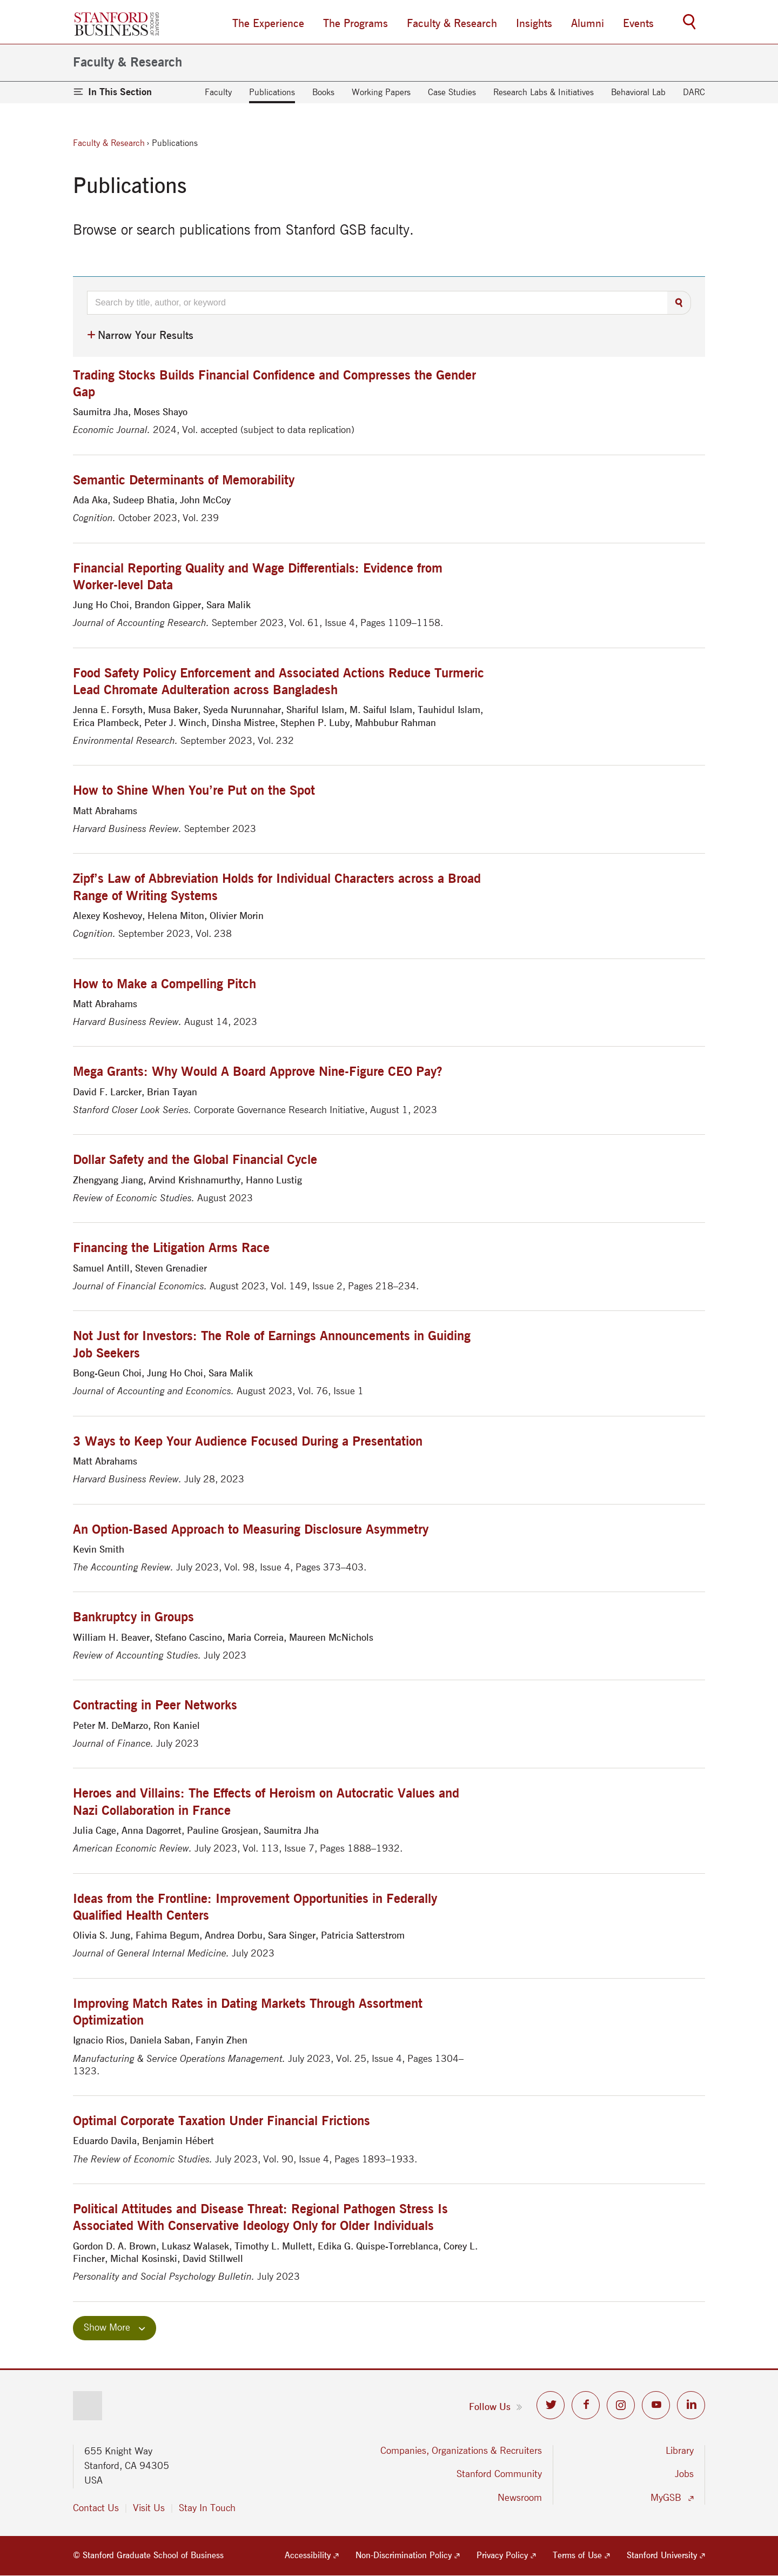 STANFORD
BUSINESS
GRADUATE
SCHOOL OF
BUSINESS
The Experience
The Programs
Faculty & Research
Insights
Alumni
Events
Faculty & Research
In This Section
Faculty
Publications
Books
Working Papers
Case Studies
Research Labs & Initiatives
Behavioral Lab
DARC
Faculty & Research › Publications
Publications
Browse or search publications from Stanford GSB faculty.
Search by title, author, or keyword
+ Narrow Your Results
Trading Stocks Builds Financial Confidence and Compresses the Gender
Gap
Saumitra Jha, Moses Shayo
Economic Journal. 2024, Vol. accepted (subject to data replication)
Semantic Determinants of Memorability
Ada Aka, Sudeep Bhatia, John McCoy
Cognition. October 2023, Vol. 239
Financial Reporting Quality and Wage Differentials: Evidence from
Worker-level Data
Jung Ho Choi, Brandon Gipper, Sara Malik
Journal of Accounting Research. September 2023, Vol. 61, Issue 4, Pages 1109–1158.
Food Safety Policy Enforcement and Associated Actions Reduce Turmeric
Lead Chromate Adulteration across Bangladesh
Jenna E. Forsyth, Musa Baker, Syeda Nurunnahar, Shariful Islam, M. Saiful Islam, Tauhidul Islam,
Erica Plambeck, Peter J. Winch, Dinsha Mistree, Stephen P. Luby, Mahbubur Rahman
Environmental Research. September 2023, Vol. 232
How to Shine When You’re Put on the Spot
Matt Abrahams
Harvard Business Review. September 2023
Zipf’s Law of Abbreviation Holds for Individual Characters across a Broad
Range of Writing Systems
Alexey Koshevoy, Helena Miton, Olivier Morin
Cognition. September 2023, Vol. 238
How to Make a Compelling Pitch
Matt Abrahams
Harvard Business Review. August 14, 2023
Mega Grants: Why Would A Board Approve Nine-Figure CEO Pay?
David F. Larcker, Brian Tayan
Stanford Closer Look Series. Corporate Governance Research Initiative, August 1, 2023
Dollar Safety and the Global Financial Cycle
Zhengyang Jiang, Arvind Krishnamurthy, Hanno Lustig
Review of Economic Studies. August 2023
Financing the Litigation Arms Race
Samuel Antill, Steven Grenadier
Journal of Financial Economics. August 2023, Vol. 149, Issue 2, Pages 218–234.
Not Just for Investors: The Role of Earnings Announcements in Guiding
Job Seekers
Bong-Geun Choi, Jung Ho Choi, Sara Malik
Journal of Accounting and Economics. August 2023, Vol. 76, Issue 1
3 Ways to Keep Your Audience Focused During a Presentation
Matt Abrahams
Harvard Business Review. July 28, 2023
An Option-Based Approach to Measuring Disclosure Asymmetry
Kevin Smith
The Accounting Review. July 2023, Vol. 98, Issue 4, Pages 373–403.
Bankruptcy in Groups
William H. Beaver, Stefano Cascino, Maria Correia, Maureen McNichols
Review of Accounting Studies. July 2023
Contracting in Peer Networks
Peter M. DeMarzo, Ron Kaniel
Journal of Finance. July 2023
Heroes and Villains: The Effects of Heroism on Autocratic Values and
Nazi Collaboration in France
Julia Cage, Anna Dagorret, Pauline Grosjean, Saumitra Jha
American Economic Review. July 2023, Vol. 113, Issue 7, Pages 1888–1932.
Ideas from the Frontline: Improvement Opportunities in Federally
Qualified Health Centers
Olivia S. Jung, Fahima Begum, Andrea Dorbu, Sara Singer, Patricia Satterstrom
Journal of General Internal Medicine. July 2023
Improving Match Rates in Dating Markets Through Assortment
Optimization
Ignacio Rios, Daniela Saban, Fanyin Zhen
Manufacturing & Service Operations Management. July 2023, Vol. 25, Issue 4, Pages 1304–
1323.
Optimal Corporate Taxation Under Financial Frictions
Eduardo Davila, Benjamin Hébert
The Review of Economic Studies. July 2023, Vol. 90, Issue 4, Pages 1893–1933.
Political Attitudes and Disease Threat: Regional Pathogen Stress Is
Associated With Conservative Ideology Only for Older Individuals
Gordon D. A. Brown, Lukasz Walasek, Timothy L. Mullett, Edika G. Quispe-Torreblanca, Corey L.
Fincher, Michal Kosinski, David Stillwell
Personality and Social Psychology Bulletin. July 2023
Show More
Follow Us
655 Knight Way
Stanford, CA 94305
USA
Contact Us
Visit Us
Stay In Touch
Companies, Organizations & Recruiters
Stanford Community
Newsroom
Library
Jobs
MyGSB
© Stanford Graduate School of Business
Accessibility
Non-Discrimination Policy
Privacy Policy
Terms of Use
Stanford University